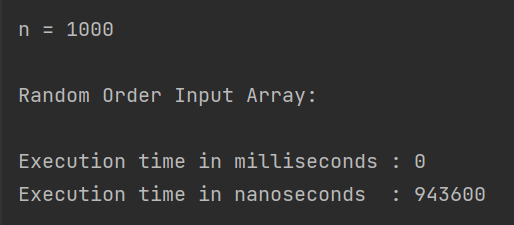 n = 1000
Random Order Input Array:
Execution time in milliseconds : 0
Execution time in nanoseconds  : 943600